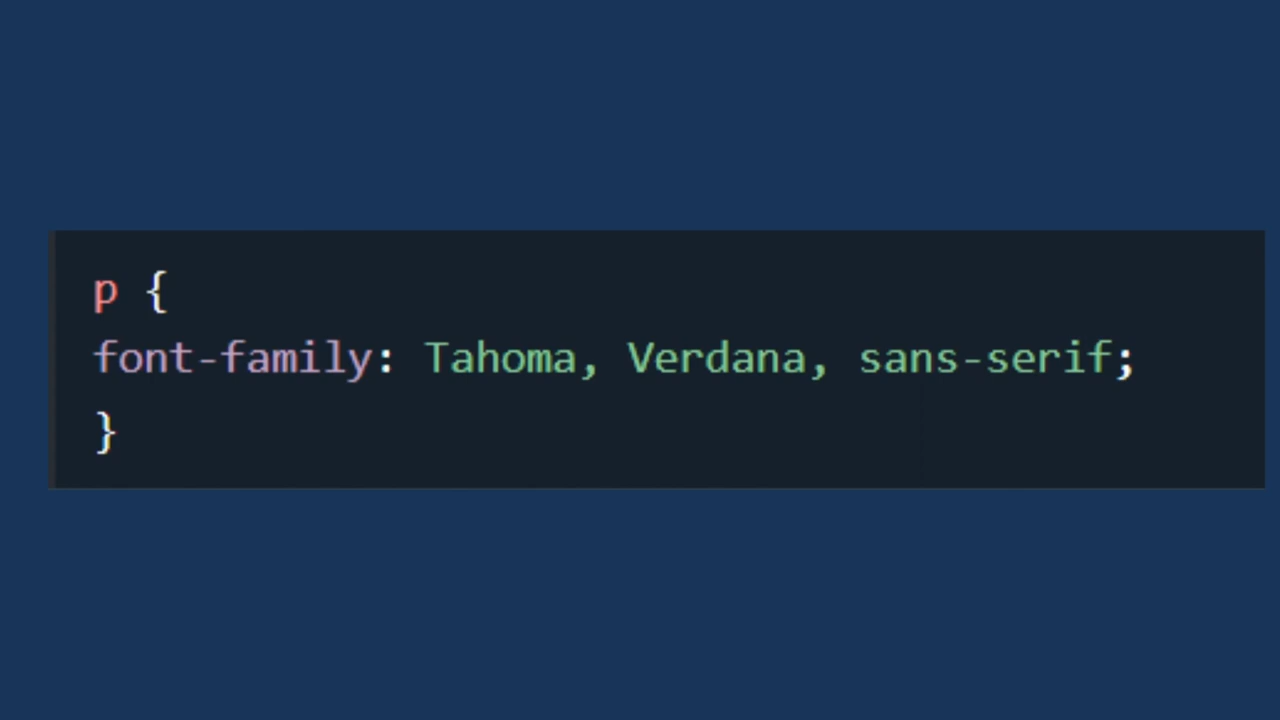 p {
font-family: Tahoma, Verdana, sans-serif;
}